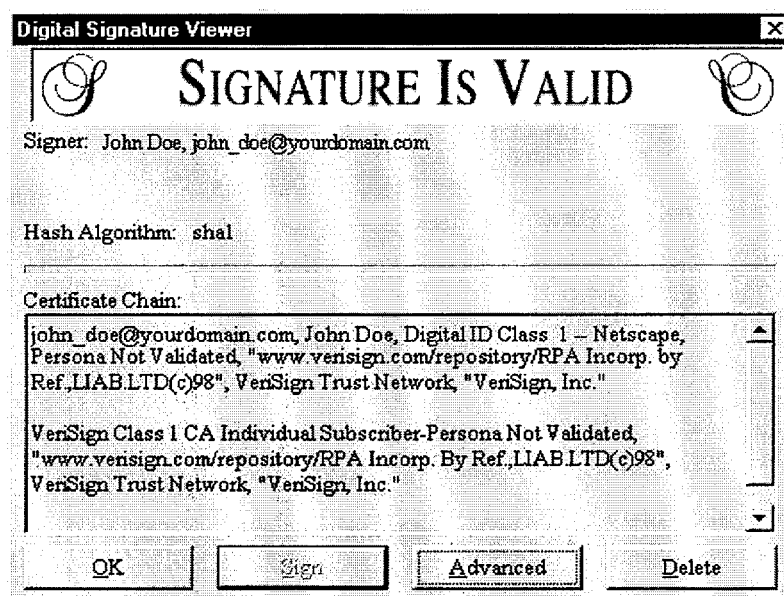 Digital Signature Viewer
SIGNATURE IS VALID
Signer: John Doe, john_doe@yourdomain.com
Hash Algorithm: shal
Certificate Chain:
john_doe@yourdomain.com, John Doe, Digital ID Class 1 – Netscape,
Persona Not Validated, "www.verisign.com/repository/RPA Incorp. by
Ref.,LIAB.LTD(c)98", VeriSign Trust Network, "VeriSign, Inc."
VeriSign Class 1 CA Individual Subscriber-Persona Not Validated,
"www.verisign.com/repository/RPA Incorp. By Ref.,LIAB.LTD(c)98",
VeriSign Trust Network, "VeriSign, Inc."
OK Sign Advanced Delete